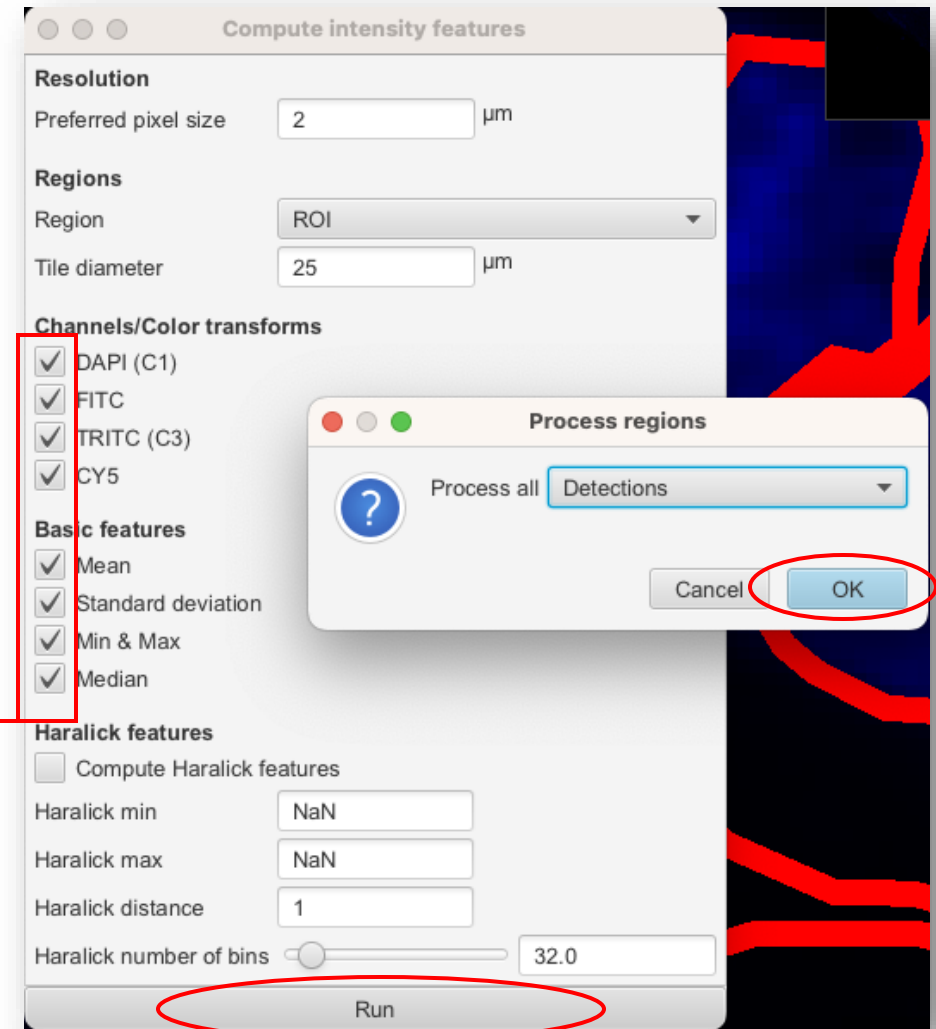 Compute intensity features
Resolution
Preferred pixel size 2 µm
Regions
Region ROI
Tile diameter 25 µm
Channels/Color transforms
DAPI (C1)
FITC
TRITC (C3)
CY5
Basic features
Mean
Standard deviation
Min & Max
Median
Haralick features
Compute Haralick features
Haralick min NaN
Haralick max NaN
Haralick distance 1
Haralick number of bins 32.0
Run
Process regions
? Process all Detections
Cancel OK